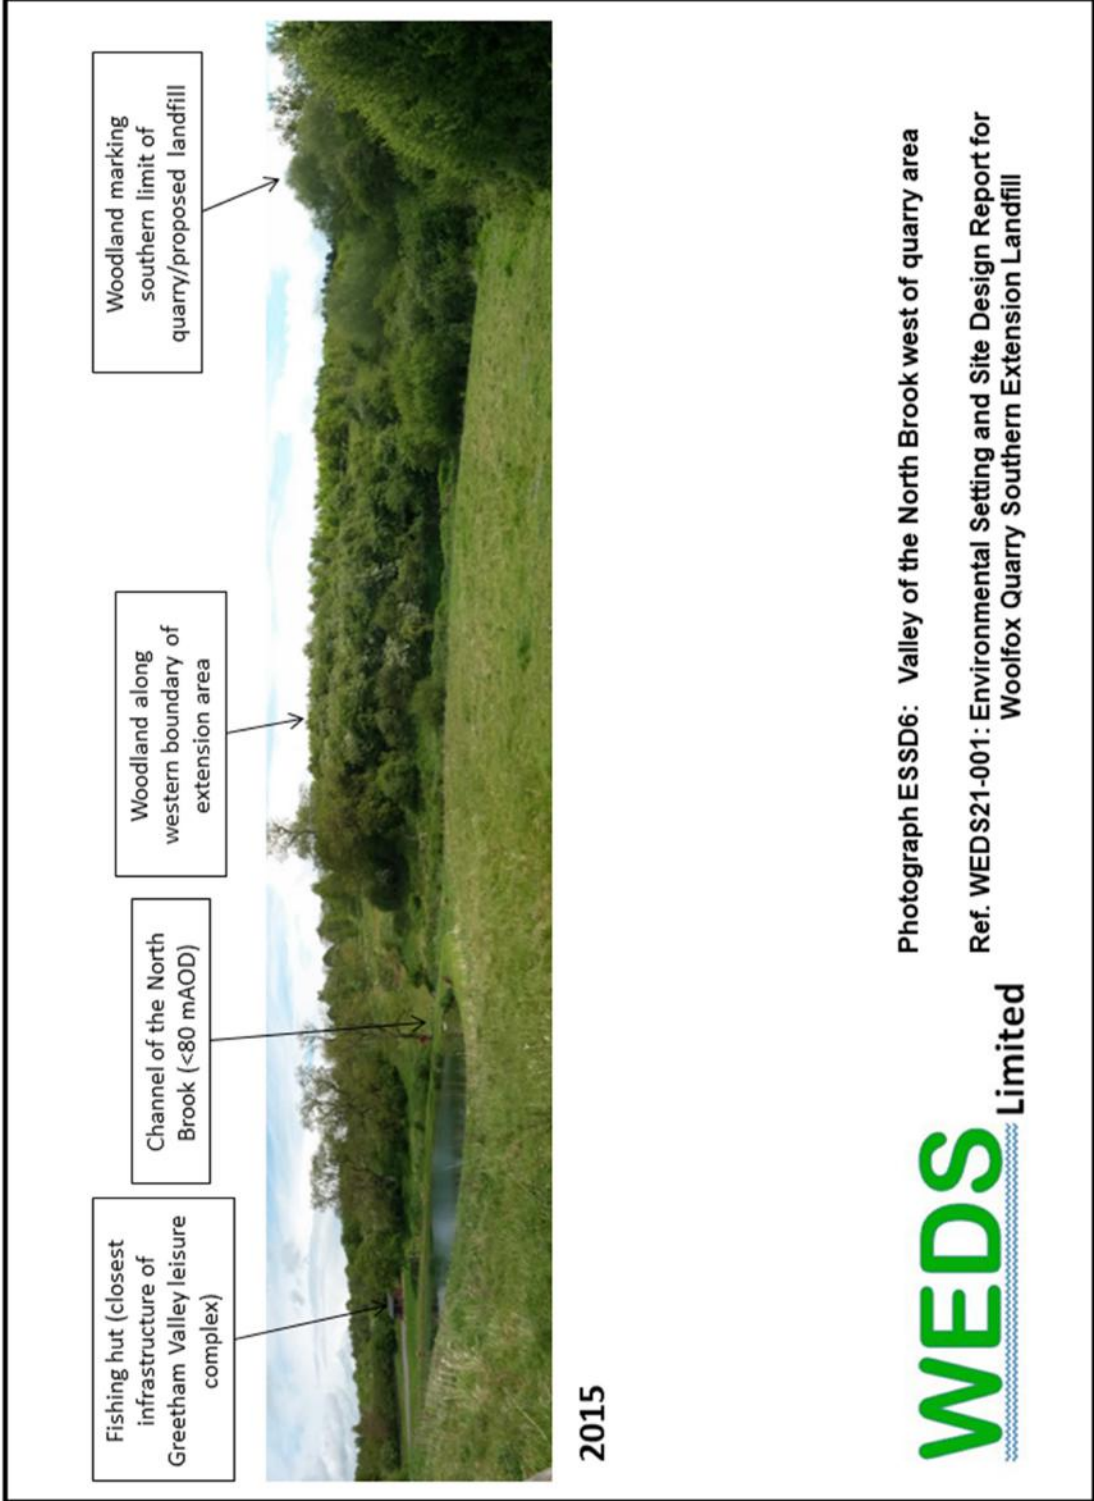 Fishing hut (closest
infrastructure of
Greetham Valley leisure
complex)
Channel of the North
Brook (<80 mAOD)
Woodland along
western boundary of
extension area
Woodland marking
southern limit of
quarry/proposed landfill
2015
Photograph ESSD6: Valley of the North Brook west of quarry area
Ref. WEDS21-001: Environmental Setting and Site Design Report for
Woolfox Quarry Southern Extension Landfill
WEDS
Limited